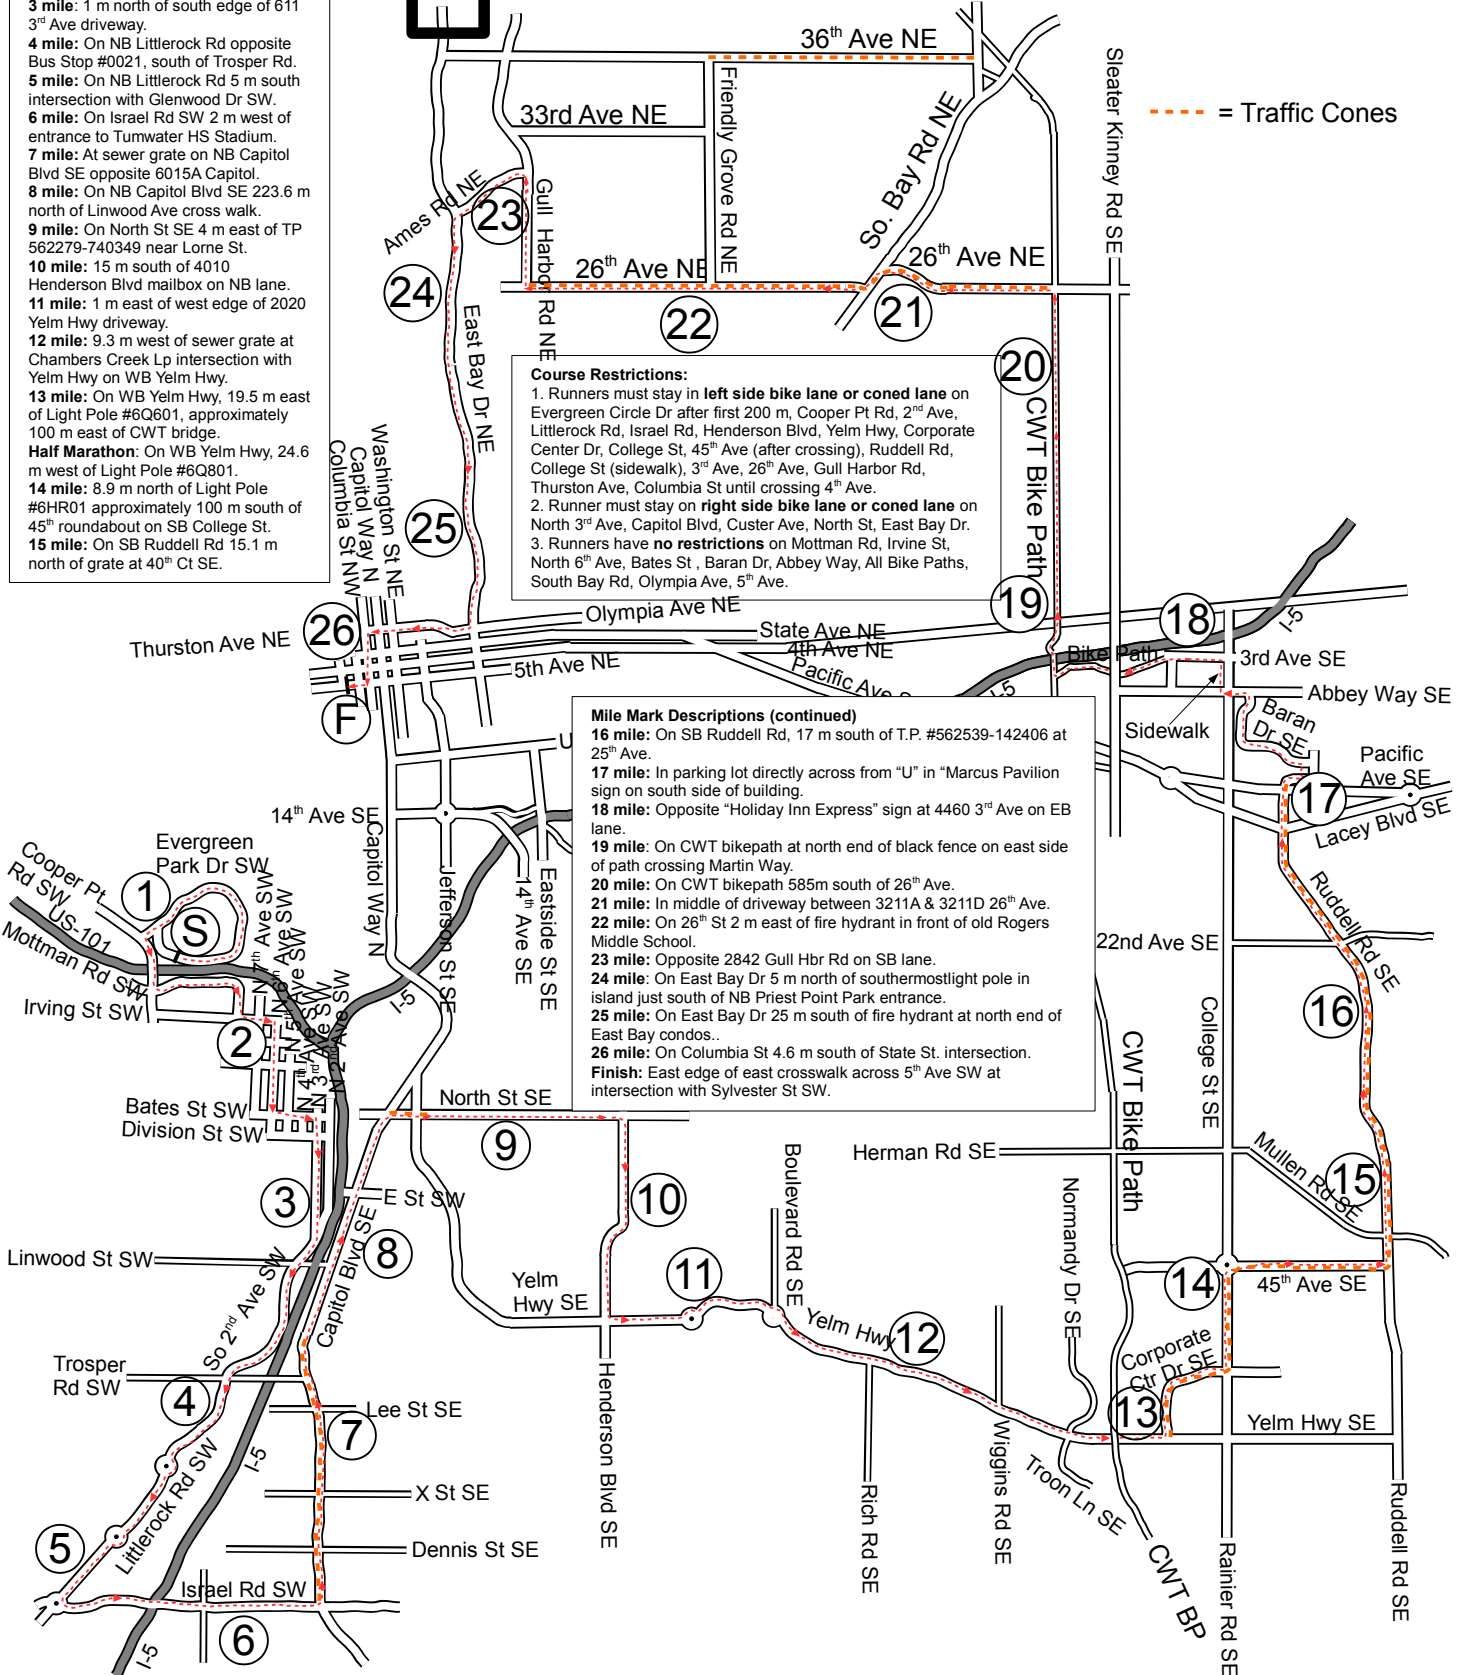 3 mile: 1 m north of south edge of 611
3rd Ave driveway.
4 mile: On NB Littlerock Rd opposite
Bus Stop #0021, south of Trosper Rd.
5 mile: On NB Littlerock Rd 5 m south
intersection with Glenwood Dr SW.
6 mile: On Israel Rd SW 2 m west of
entrance to Tumwater HS Stadium.
7 mile: At sewer grate on NB Capitol
Blvd SE opposite 6015A Capitol.
8 mile: On NB Capitol Blvd SE 223.6 m
north of Linwood Ave cross walk.
9 mile: On North St SE 4 m east of TP
562279-740349 near Lorne St.
10 mile: 15 m south of 4010
Henderson Blvd mailbox on NB lane.
11 mile: 1 m east of west edge of 2020
Yelm Hwy driveway.
12 mile: 9.3 m west of sewer grate at
Chambers Creek Lp intersection with
Yelm Hwy on WB Yelm Hwy.
13 mile: On WB Yelm Hwy, 19.5 m east
of Light Pole #6Q601, approximately
100 m east of CWT bridge.
Half Marathon: On WB Yelm Hwy, 24.6
m west of Light Pole #6Q801.
14 mile: 8.9 m north of Light Pole
#6HR01 approximately 100 m south of
45th roundabout on SB College St.
15 mile: On SB Ruddell Rd 15.1 m
north of grate at 40th Ct SE.
36th Ave NE
33rd Ave NE
Friendly Grove Rd NE
So. Bay Rd NE
Sleater Kinney Rd SE
= Traffic Cones
Ames Rd NE
23
Gull Harbor Rd NE
26th Ave NE
26th Ave NE
24
22
21
20
East Bay Dr NE
CWT Bike Path
Course Restrictions:
1. Runners must stay in left side bike lane or coned lane on
Evergreen Circle Dr after first 200 m, Cooper Pt Rd, 2nd Ave,
Littlerock Rd, Israel Rd, Henderson Blvd, Yelm Hwy, Corporate
Center Dr, College St, 45th Ave (after crossing), Ruddell Rd,
College St (sidewalk), 3rd Ave, 26th Ave, Gull Harbor Rd,
Thurston Ave, Columbia St until crossing 4th Ave.
2. Runner must stay on right side bike lane or coned lane on
North 3rd Ave, Capitol Blvd, Custer Ave, North St, East Bay Dr.
3. Runners have no restrictions on Mottman Rd, Irvine St,
North 6th Ave, Bates St , Baran Dr, Abbey Way, All Bike Paths,
South Bay Rd, Olympia Ave, 5th Ave.
Washington St NE
Capitol Way N
Columbia St NW
25
26
Thurston Ave NE
Olympia Ave NE
State Ave NE
4th Ave NE
5th Ave NE
Pacific Ave S
19
18
I-5
I-5
Bike Path
3rd Ave SE
Abbey Way SE
Sidewalk
Baran
Dr SE
Pacific
Ave SE
17
Lacey Blvd SE
F
U
Mile Mark Descriptions (continued)
16 mile: On SB Ruddell Rd, 17 m south of T.P. #562539-142406 at
25th Ave.
17 mile: In parking lot directly across from “U” in “Marcus Pavilion
sign on south side of building.
18 mile: Opposite “Holiday Inn Express” sign at 4460 3rd Ave on EB
lane.
19 mile: On CWT bikepath at north end of black fence on east side
of path crossing Martin Way.
20 mile: On CWT bikepath 585m south of 26th Ave.
21 mile: In middle of driveway between 3211A & 3211D 26th Ave.
22 mile: On 26th St 2 m east of fire hydrant in front of old Rogers
Middle School.
23 mile: Opposite 2842 Gull Hbr Rd on SB lane.
24 mile: On East Bay Dr 5 m north of southermostlight pole in
island just south of NB Priest Point Park entrance.
25 mile: On East Bay Dr 25 m south of fire hydrant at north end of
East Bay condos..
26 mile: On Columbia St 4.6 m south of State St. intersection.
Finish: East edge of east crosswalk across 5th Ave SW at
intersection with Sylvester St SW.
14th Ave SE
Capitol Way N
Jefferson St SE
14th Ave SE
Eastside St SE
I-5
Evergreen
Park Dr SW
Cooper Pt
Rd SW
1
S
US-101
Mottman Rd SW
Irving St SW
2
N 7th Ave SW
N 6th Ave SW
N 5th Ave SW
N 4th Ave SW
N 3rd Ave SW
N 2nd Ave SW
Bates St SW
Division St SW
3
North St SE
9
E St SW
8
10
Linwood St SW
So 2nd Ave SW
Capitol Blvd SE
Trosper
Rd SW
4
Lee St SE
7
Littlerock Rd SW
I-5
X St SE
5
Dennis St SE
Israel Rd SW
6
I-5
Yelm
Hwy SE
11
Henderson Blvd SE
Boulevard Rd SE
Yelm Hwy
12
Rich Rd SE
Wiggins Rd SE
Normandy Dr SE
Troon Ln SE
Herman Rd SE
CWT Bike Path
22nd Ave SE
College St SE
Ruddell Rd SE
16
Mullen Rd SE
15
14
45th Ave SE
Corporate
Ctr Dr SE
13
Yelm Hwy SE
CWT BP
Rainier Rd SE
Ruddell Rd SE